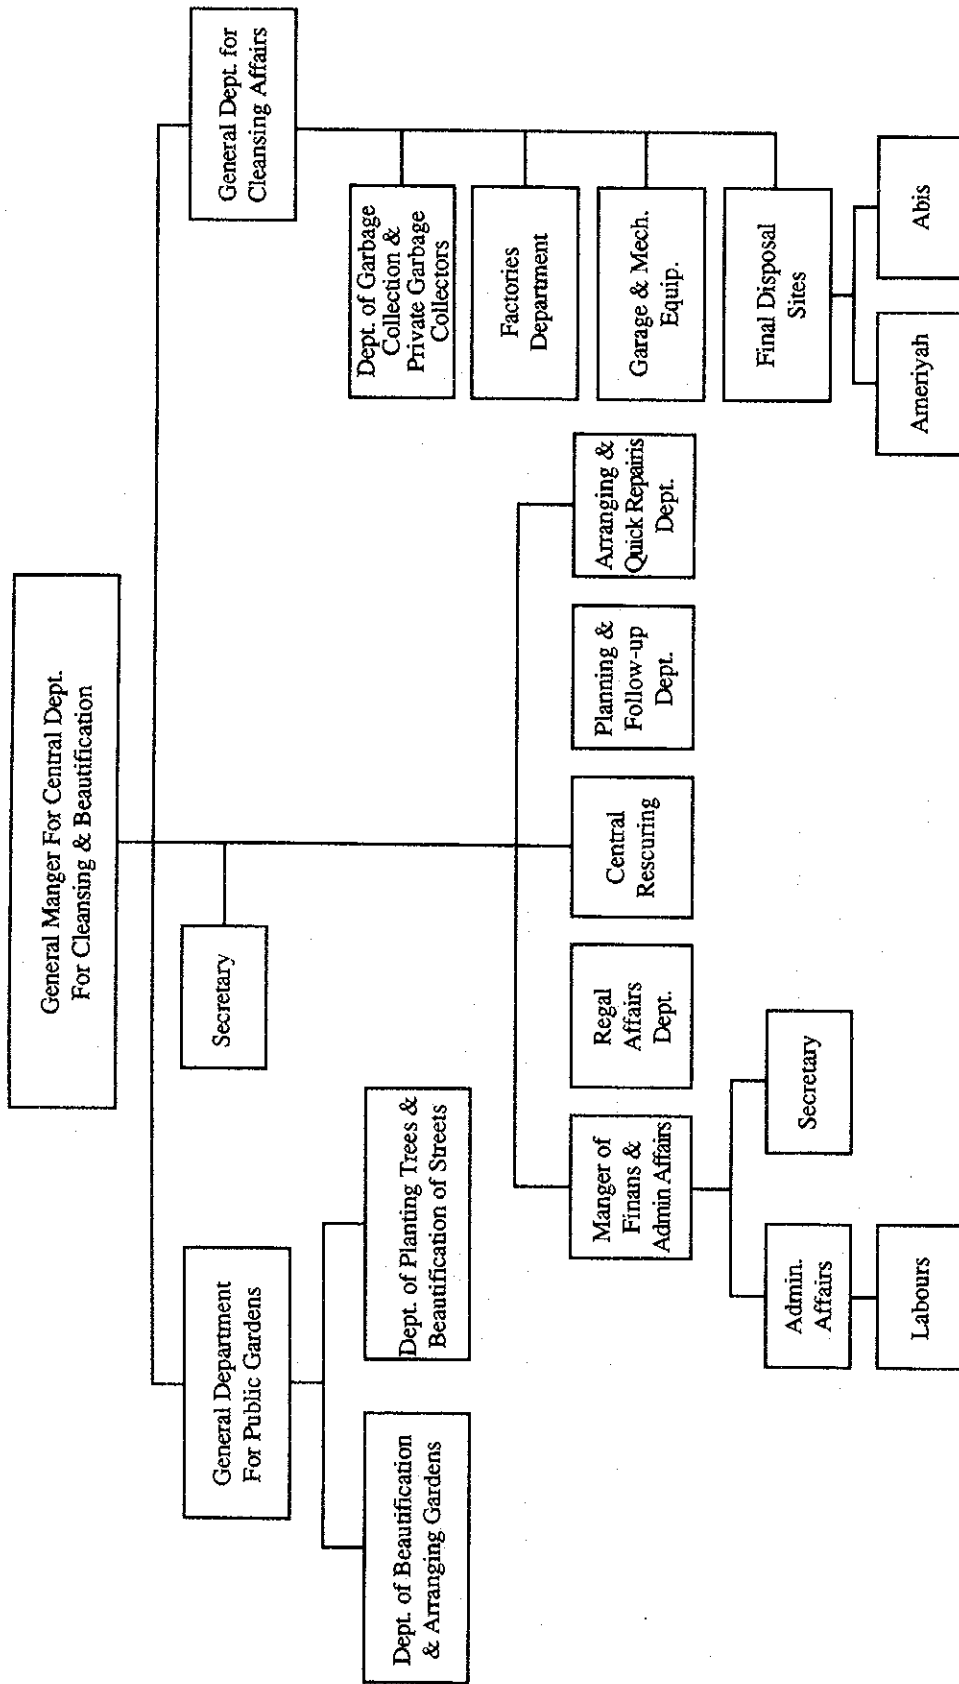 General Manger For Central Dept.
For Cleansing & Beautification
General Department
For Public Gardens
Secretary
General Dept. for
Cleansing Affairs
Dept. of Beautification
& Arranging Gardens
Dept. of Planting Trees &
Beautification of Streets
Dept. of Garbage
Collection &
Private Garbage
Collectors
Factories
Department
Garage & Mech.
Equip.
Final Disposal
Sites
Ameriyah
Abis
Manger of
Finans &
Admin Affairs
Regal
Affairs
Dept.
Central
Rescuring
Planning &
Follow-up
Dept.
Arranging &
Quick Repairis
Dept.
Admin.
Affairs
Secretary
Labours